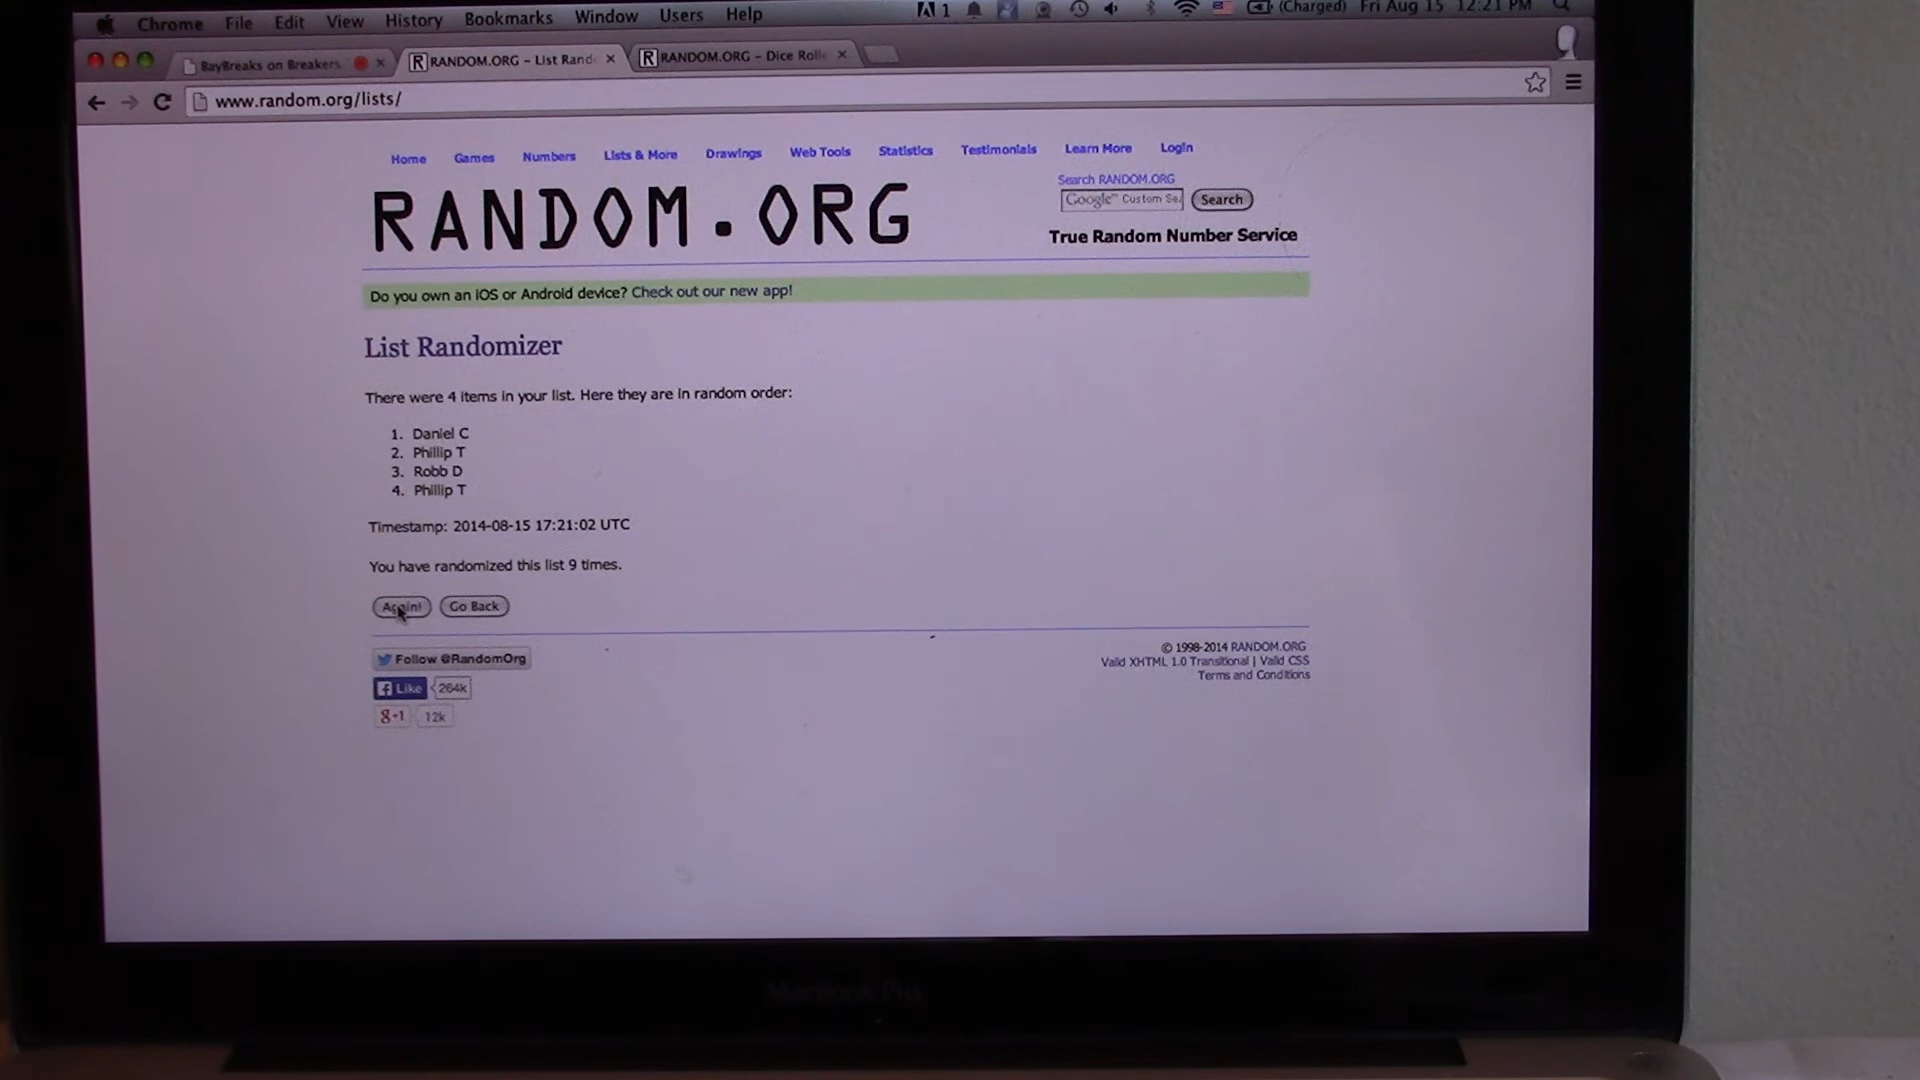 Chrome File Edit View History Bookmarks Window Users Help 1 (Charged) Fri Aug 15 12:21 PM
BayBreaks on Breakers RANDOM.ORG - List Rand RANDOM.ORG - Dice Roll
www.random.org/lists/
Home Games Numbers Lists & More Drawings Web Tools Statistics Testimonials Learn More Login
Search RANDOM.ORG
RANDOM.ORG
Google™ Custom Sea Search
True Random Number Service
Do you own an iOS or Android device? Check out our new app!
List Randomizer
There were 4 items in your list. Here they are in random order:
1. Daniel C
2. Phillip T
3. Robb D
4. Phillip T
Timestamp: 2014-08-15 17:21:02 UTC
You have randomized this list 9 times.
Again! Go Back
Follow @RandomOrg
Like 264k
g+1 12k
© 1998-2014 RANDOM.ORG
Valid XHTML 1.0 Transitional | Valid CSS
Terms and Conditions
MacBook Pro